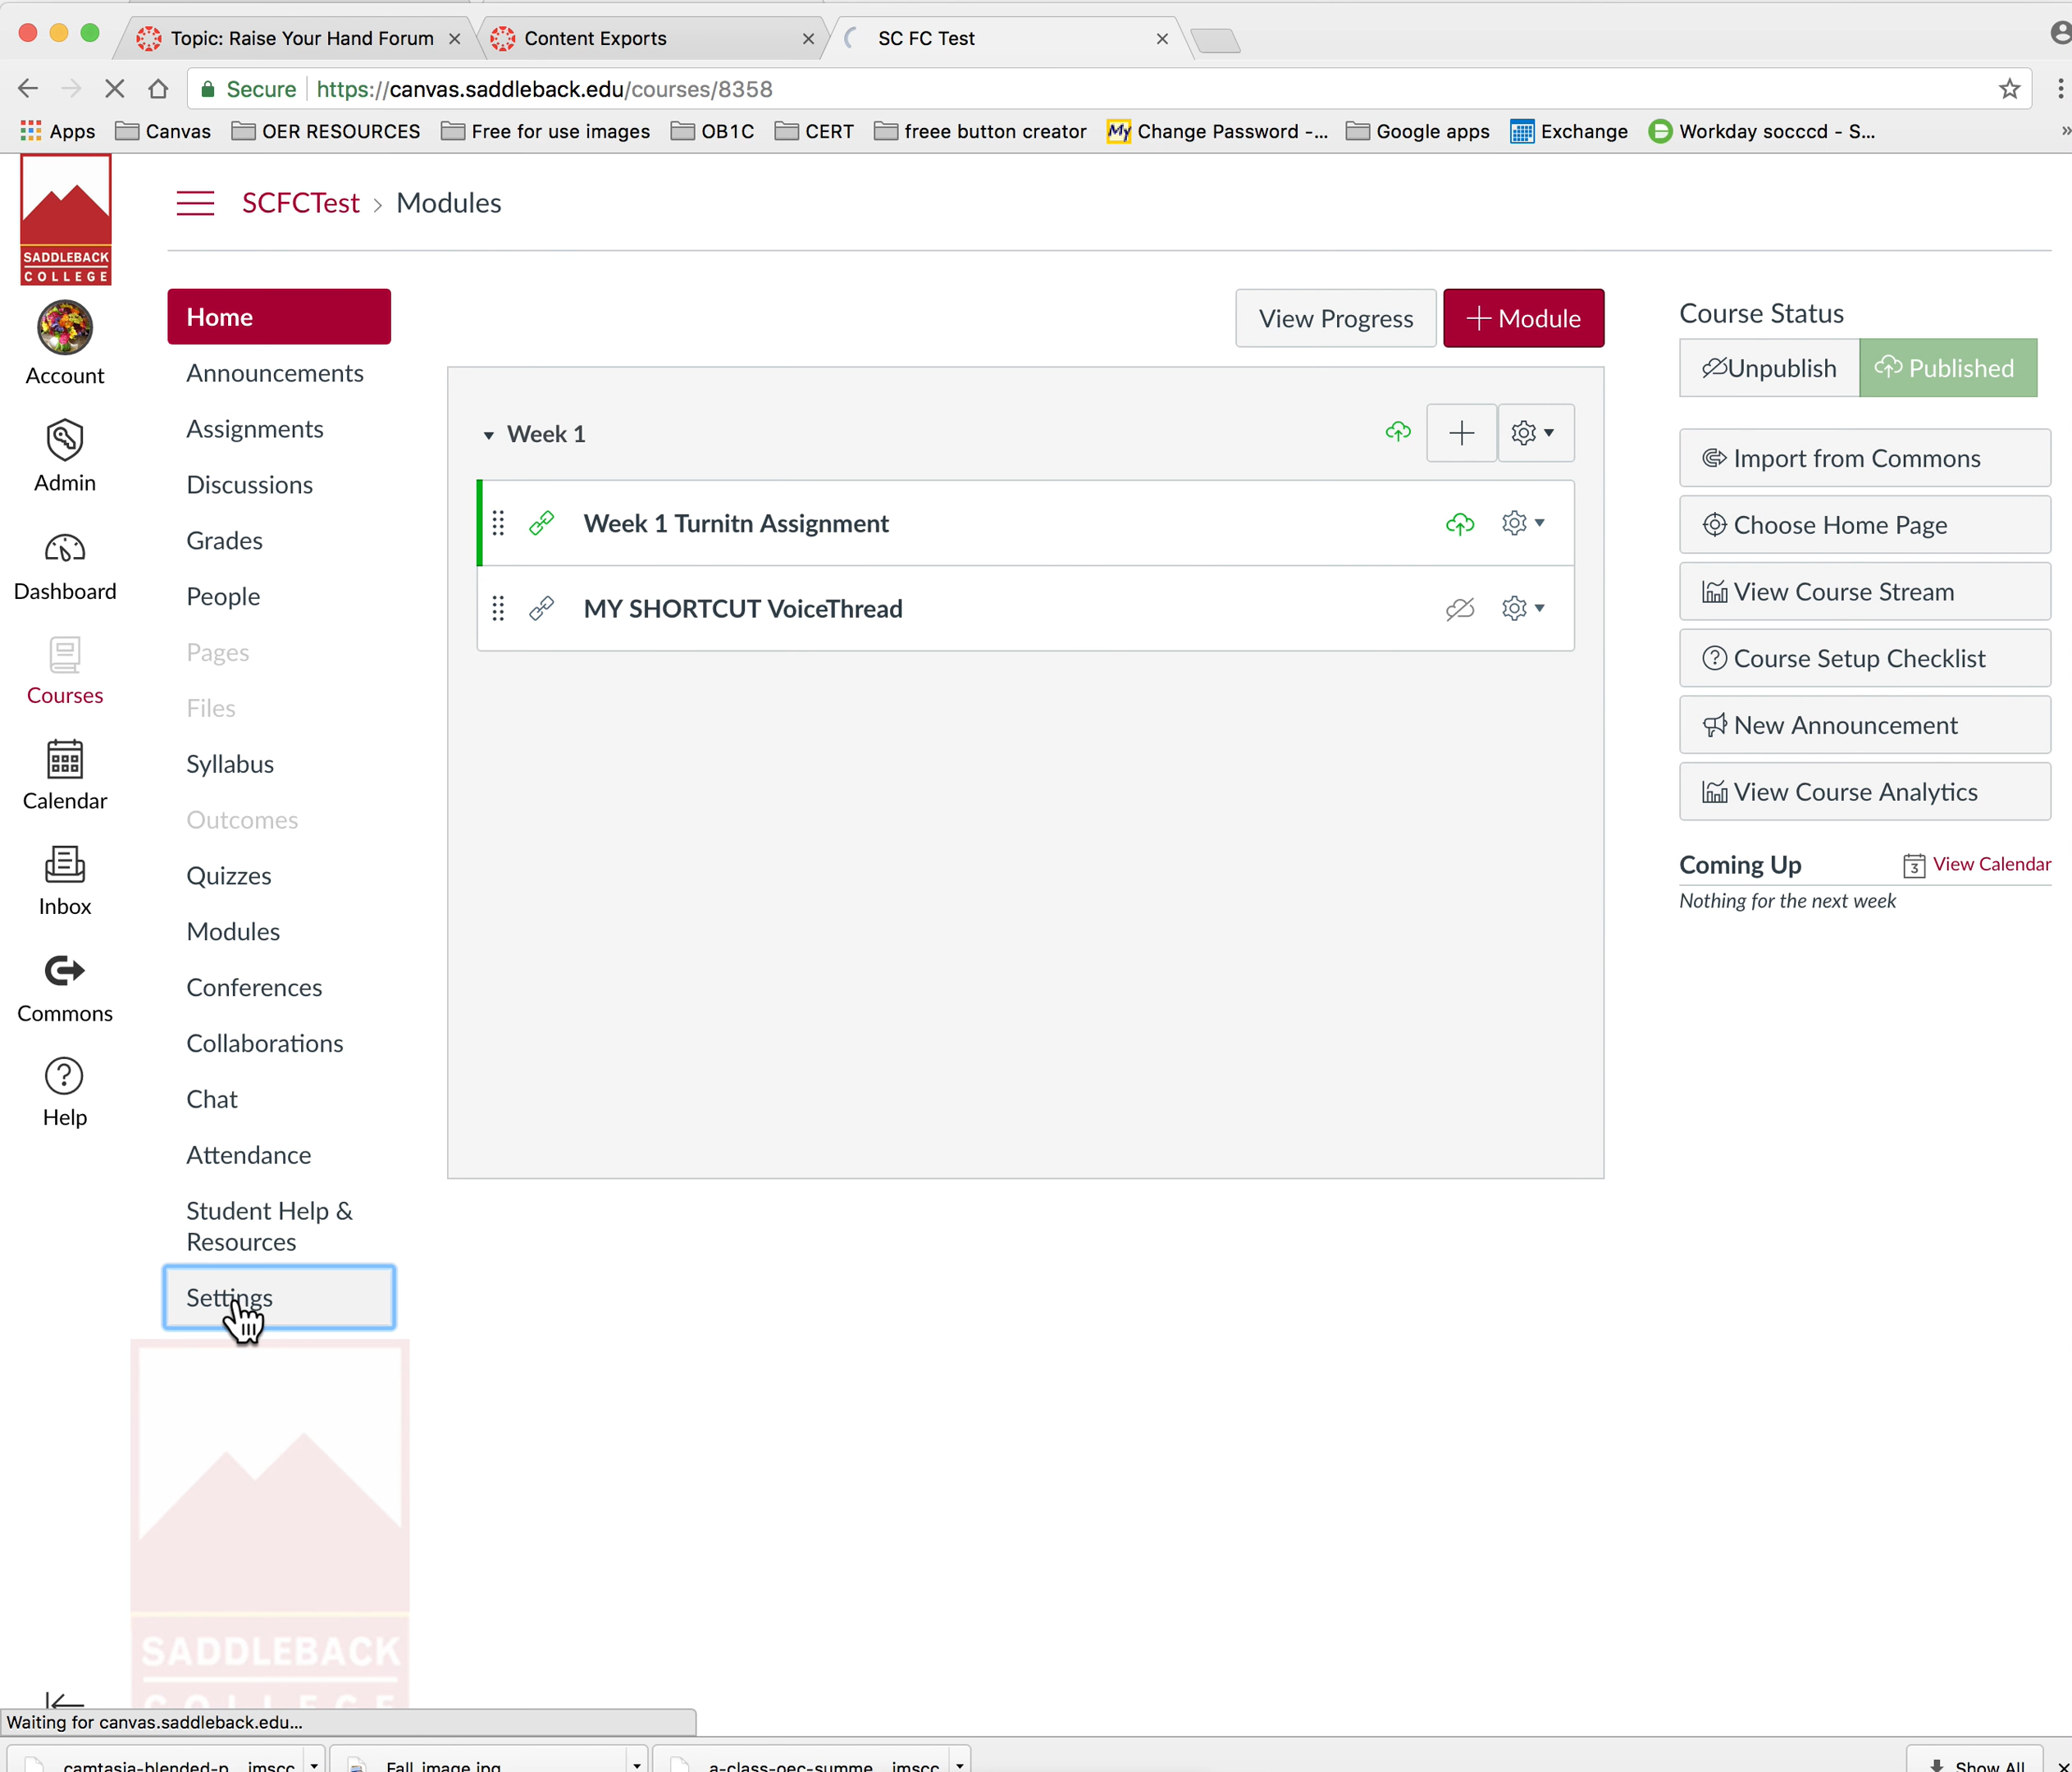 Topic: Raise Your Hand Forum
Content Exports
SC FC Test
Secure
https://canvas.saddleback.edu/courses/8358
Apps
Canvas
OER RESOURCES
Free for use images
OB1C
CERT
freee button creator
My
Change Password -...
Google apps
Exchange
Workday socccd - S...
SADDLEBACK
COLLEGE
SCFCTest > Modules
Account
Admin
Dashboard
Courses
Calendar
Inbox
Commons
Help
Home
Announcements
Assignments
Discussions
Grades
People
Pages
Files
Syllabus
Outcomes
Quizzes
Modules
Conferences
Collaborations
Chat
Attendance
Student Help &
Resources
Settings
View Progress
+ Module
Week 1
Week 1 Turnitn Assignment
MY SHORTCUT VoiceThread
Course Status
Unpublish
Published
Import from Commons
Choose Home Page
View Course Stream
Course Setup Checklist
New Announcement
View Course Analytics
Coming Up
3
View Calendar
Nothing for the next week
SADDLEBACK
COLLEGE
Waiting for canvas.saddleback.edu...
camtasia-blended-p....imscc
Fall image.jpg
a-class-oec-summe....imscc
Show All